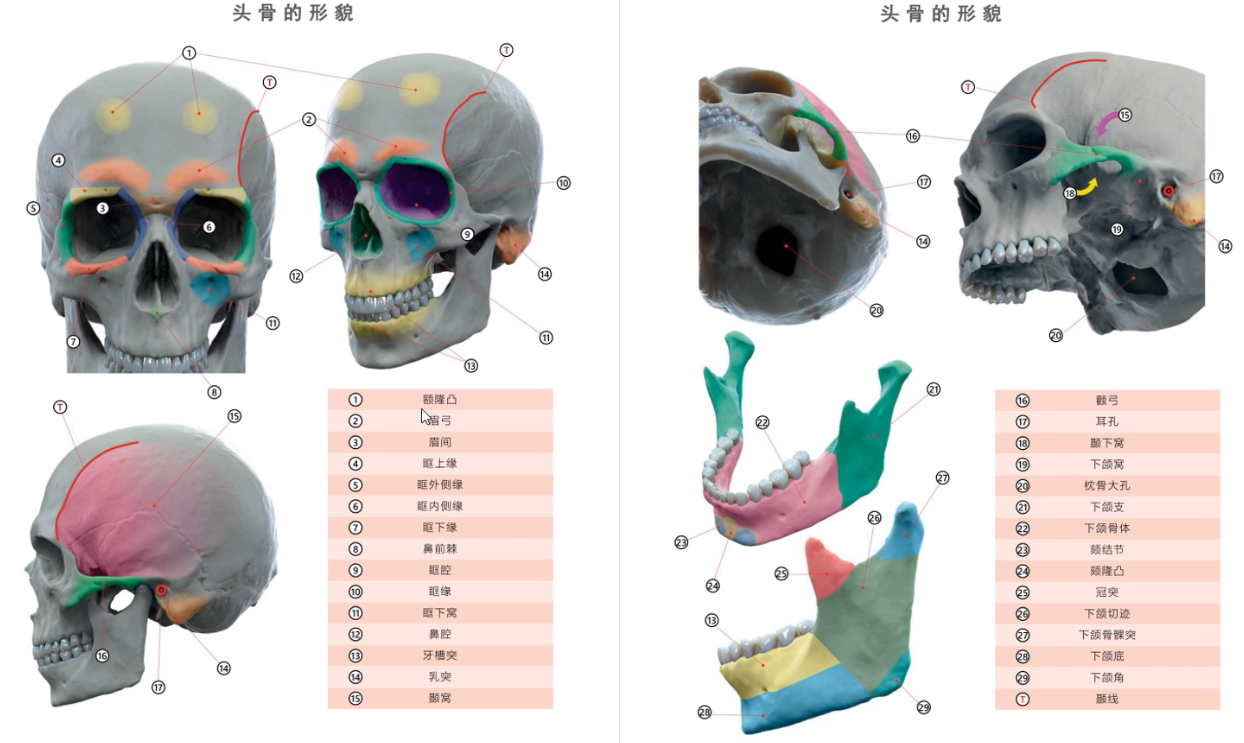 头骨的形貌
①
T
T
②
④
⑩
⑤
③
⑥
⑨
⑭
⑫
⑪
⑪
⑦
⑬
⑧
T
⑮
⑯
⑭
⑰
① 额隆凸
② 眉弓
③ 眉间
④ 眶上缘
⑤ 眶外侧缘
⑥ 眶内侧缘
⑦ 眶下缘
⑧ 鼻前棘
⑨ 眶腔
⑩ 眶缘
⑪ 眶下窝
⑫ 鼻腔
⑬ 牙槽突
⑭ 乳突
⑮ 颞窝
头骨的形貌
T
⑮
⑯
⑰
⑰
⑱
⑲
⑭
⑭
⑳
⑳
㉑
㉒
㉗
㉖
㉓
㉕
㉔
⑬
㉘
㉙
⑯ 颧弓
⑰ 耳孔
⑱ 颞下窝
⑲ 下颌窝
⑳ 枕骨大孔
㉑ 下颌支
㉒ 下颌骨体
㉓ 颏结节
㉔ 颏隆凸
㉕ 冠突
㉖ 下颌切迹
㉗ 下颌骨髁突
㉘ 下颌底
㉙ 下颌角
T 颞线